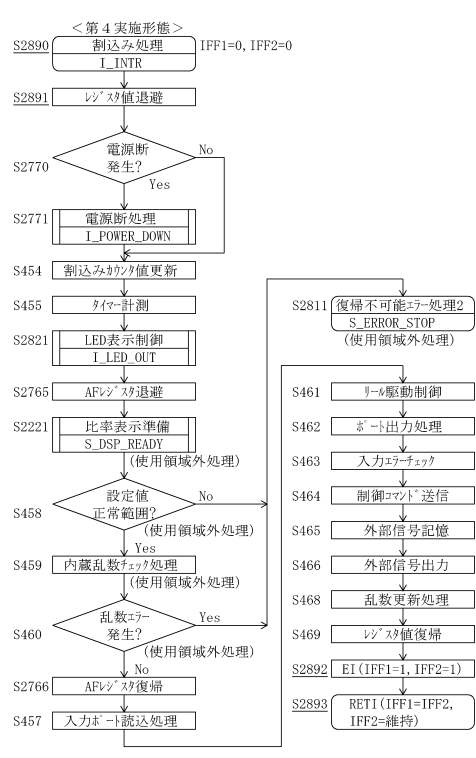 ＜第４実施形態＞
S2890
割込み処理
I_INTR
IFF1=0, IFF2=0
S2891
ﾚｼﾞｽﾀ値退避
S2770
電源断
発生?
No
Yes
S2771
電源断処理
I_POWER_DOWN
S454
割込みｶｳﾝﾀ値更新
S455
ﾀｲﾏｰ計測
S2821
LED表示制御
I_LED_OUT
S2765
AFﾚｼﾞｽﾀ退避
S2221
比率表示準備
S_DSP_READY
(使用領域外処理)
S458
設定値
正常範囲?
No
(使用領域外処理)
Yes
S459
内蔵乱数ﾁｪｯｸ処理
(使用領域外処理)
S460
乱数ｴﾗｰ
発生?
Yes
(使用領域外処理)
No
S2766
AFﾚｼﾞｽﾀ復帰
S457
入力ﾎﾟｰﾄ読込処理
S2811
復帰不可能ｴﾗｰ処理2
S_ERROR_STOP
(使用領域外処理)
S461
ﾘｰﾙ駆動制御
S462
ﾎﾟｰﾄ出力処理
S463
入力ｴﾗｰﾁｪｯｸ
S464
制御ｺﾏﾝﾄﾞ送信
S465
外部信号記憶
S466
外部信号出力
S468
乱数更新処理
S469
ﾚｼﾞｽﾀ値復帰
S2892
EI(IFF1=1, IFF2=1)
S2893
RETI(IFF1=IFF2,
IFF2=維持)